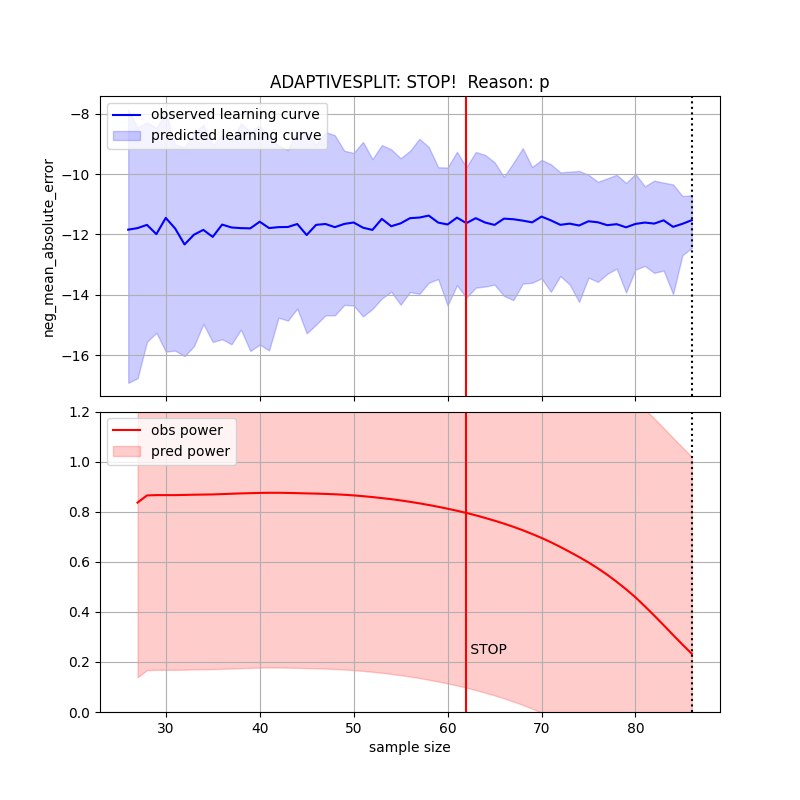 ADAPTIVESPLIT: STOP!  Reason: p
observed learning curve
predicted learning curve
neg_mean_absolute_error
−8
−10
−12
−14
−16
obs power
pred power
1.2
1.0
0.8
0.6
0.4
0.2
0.0
STOP
30 40 50 60 70 80
sample size